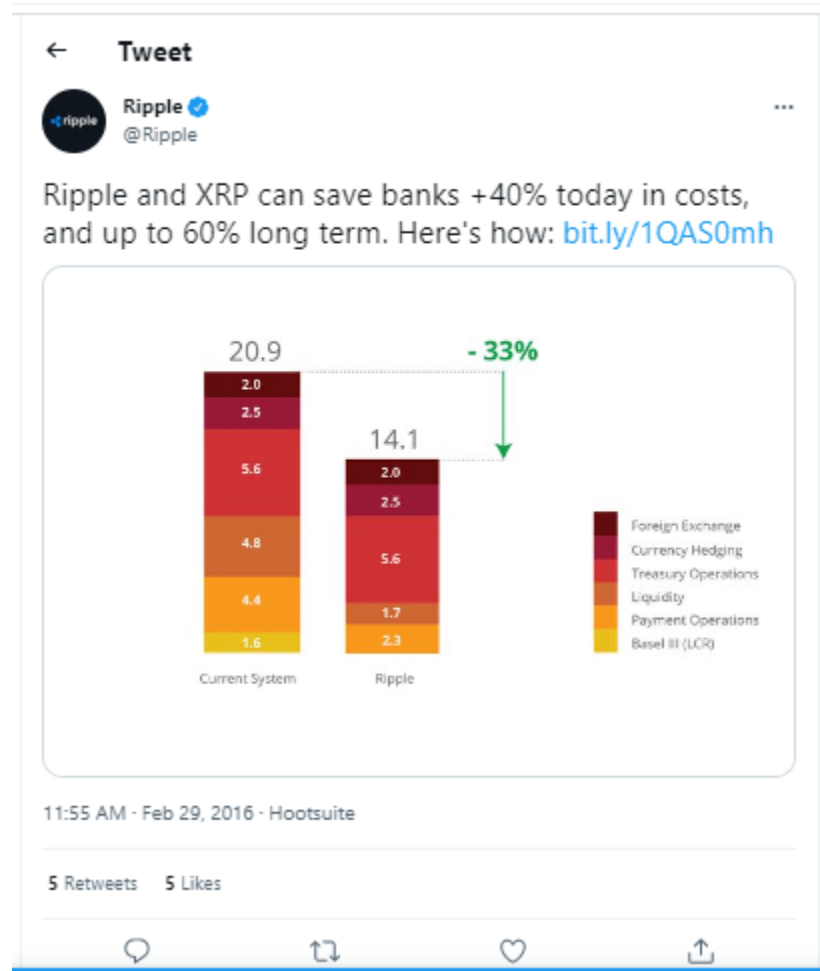 Tweet
ripple
Ripple
@Ripple
Ripple and XRP can save banks +40% today in costs,
and up to 60% long term. Here's how: bit.ly/1QAS0mh
20.9
- 33%
2.0
2.5
5.6
4.8
4.4
1.6
Current System
14.1
2.0
2.5
5.6
1.7
2.3
Ripple
Foreign Exchange
Currency Hedging
Treasury Operations
Liquidity
Payment Operations
Basel III (LCR)
11:55 AM · Feb 29, 2016 · Hootsuite
5 Retweets 5 Likes